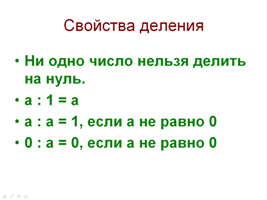 Свойства деления
• Ни одно число нельзя делить
на нуль.
• а : 1 = а
• а : а = 1, если а не равно 0
• 0 : а = 0, если а не равно 0